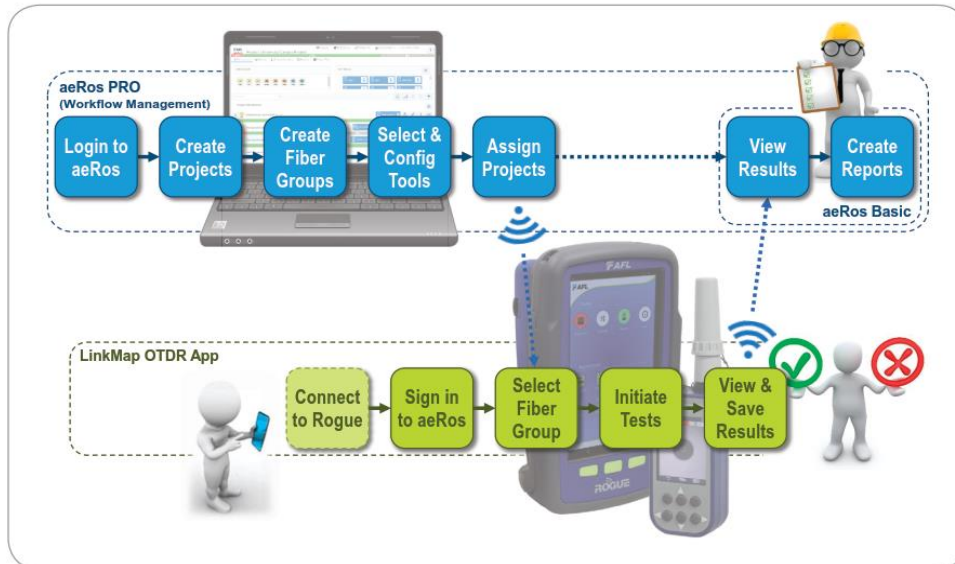 aeRos PRO
(Workflow Management)
Login to
aeRos
Create
Projects
Create
Fiber
Groups
Select &
Config
Tools
Assign
Projects
View
Results
Create
Reports
aeRos Basic
AFL
AFL
LinkMap OTDR App
Connect
to Rogue
Sign in
to aeRos
Select
Fiber
Group
Initiate
Tests
View &
Save
Results
ROGUE